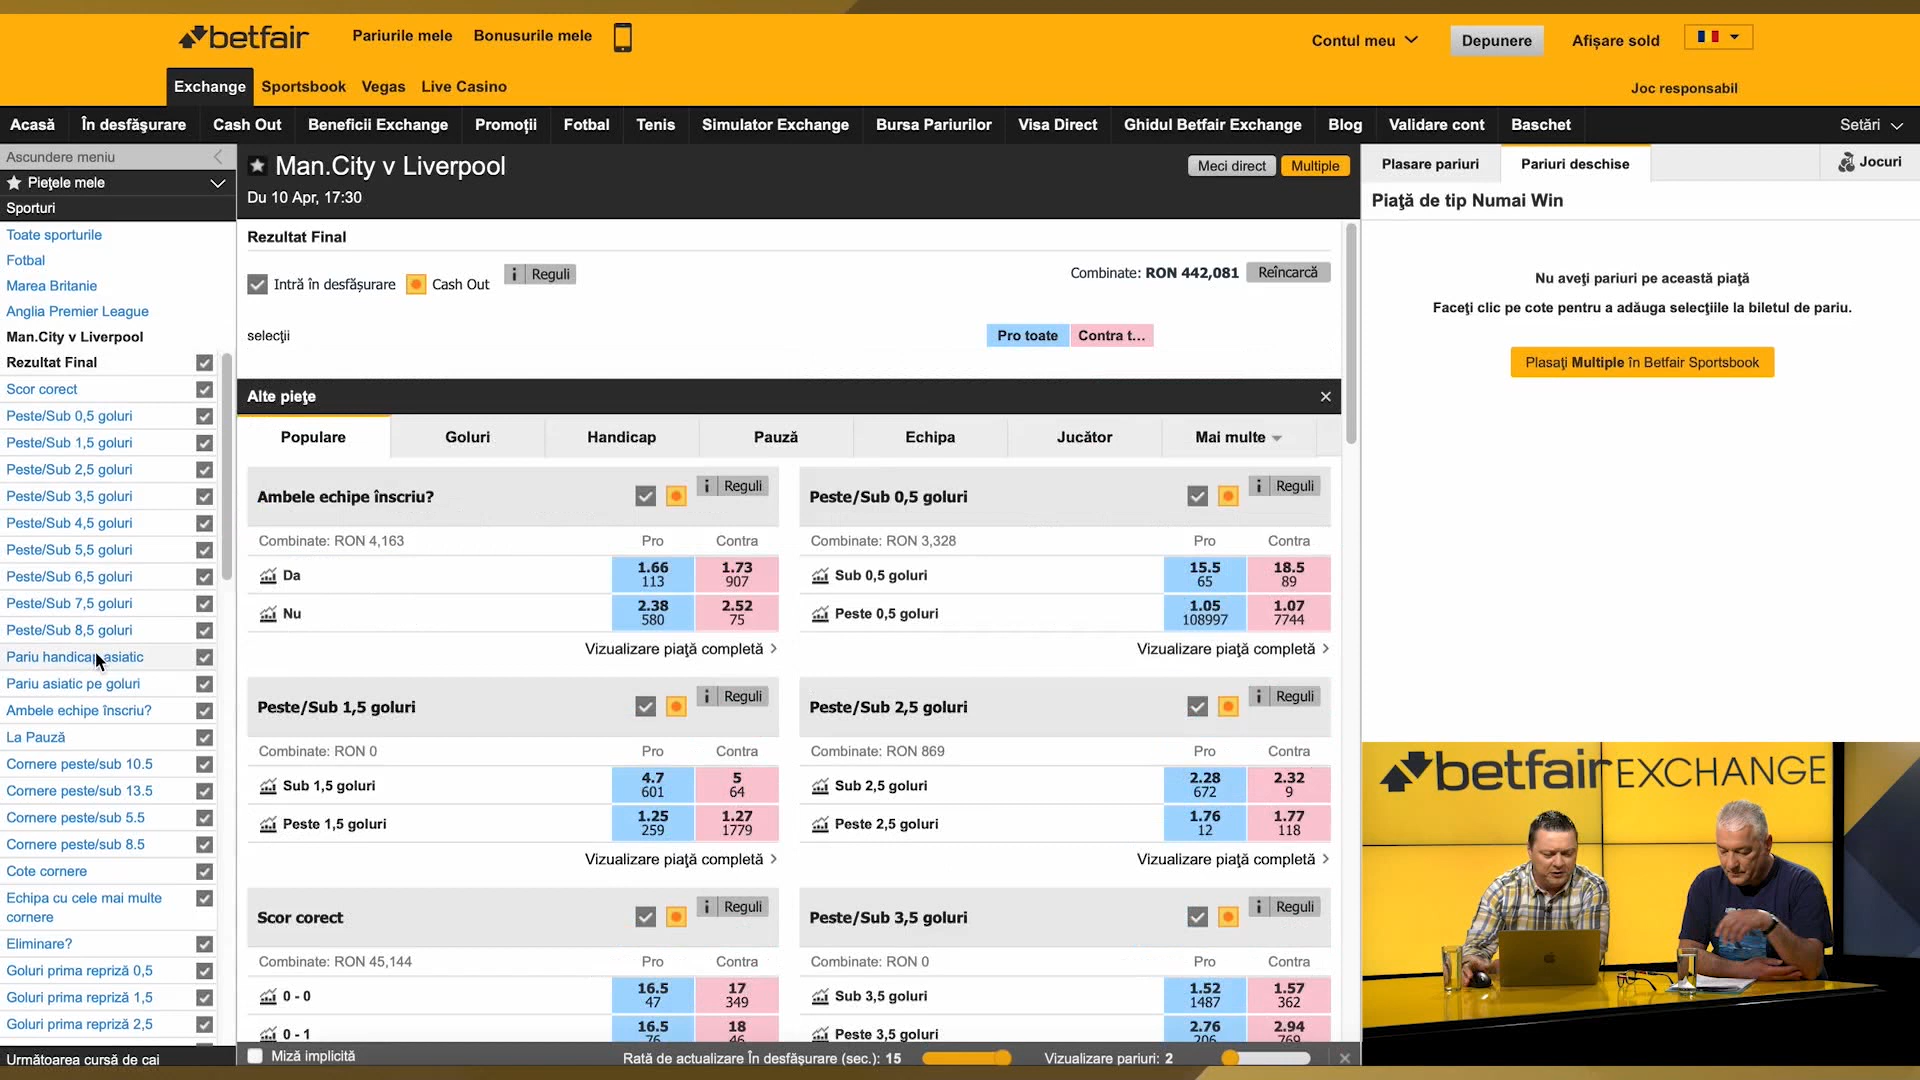 betfair
Pariurile mele
Bonusurile mele
Contul meu
Depunere
Afișare sold
Exchange
Sportsbook
Vegas
Live Casino
Joc responsabil
Acasă
În desfăşurare
Cash Out
Beneficii Exchange
Promoții
Fotbal
Tenis
Simulator Exchange
Bursa Pariurilor
Visa Direct
Ghidul Betfair Exchange
Blog
Validare cont
Baschet
Setări
Ascundere meniu
Pieţele mele
Sporturi
Toate sporturile
Fotbal
Marea Britanie
Anglia Premier League
Man.City v Liverpool
Rezultat Final
Scor corect
Peste/Sub 0,5 goluri
Peste/Sub 1,5 goluri
Peste/Sub 2,5 goluri
Peste/Sub 3,5 goluri
Peste/Sub 4,5 goluri
Peste/Sub 5,5 goluri
Peste/Sub 6,5 goluri
Peste/Sub 7,5 goluri
Peste/Sub 8,5 goluri
Pariu handicap asiatic
Pariu asiatic pe goluri
Ambele echipe înscriu?
La Pauză
Cornere peste/sub 10.5
Cornere peste/sub 13.5
Cornere peste/sub 5.5
Cornere peste/sub 8.5
Cote cornere
Echipa cu cele mai multe
cornere
Eliminare?
Goluri prima repriză 0,5
Goluri prima repriză 1,5
Goluri prima repriză 2,5
Următoarea cursă de cai
Man.City v Liverpool
Du 10 Apr, 17:30
Meci direct
Multiple
Rezultat Final
Intră în desfăşurare
Cash Out
i Reguli
Combinate: RON 442,081
Reîncarcă
selecţii
Pro toate
Contra t...
Alte pieţe
Populare
Goluri
Handicap
Pauză
Echipa
Jucător
Mai multe
Ambele echipe înscriu?
i Reguli
Combinate: RON 4,163 Pro Contra
Da 1.66 1.73
113 907
Nu 2.38 2.52
580 75
Vizualizare piaţă completă
Peste/Sub 0,5 goluri
i Reguli
Combinate: RON 3,328 Pro Contra
Sub 0,5 goluri 15.5 18.5
65 89
Peste 0,5 goluri 1.05 1.07
108997 7744
Vizualizare piaţă completă
Peste/Sub 1,5 goluri
i Reguli
Combinate: RON 0 Pro Contra
Sub 1,5 goluri 4.7 5
601 64
Peste 1,5 goluri 1.25 1.27
259 1779
Vizualizare piaţă completă
Peste/Sub 2,5 goluri
i Reguli
Combinate: RON 869 Pro Contra
Sub 2,5 goluri 2.28 2.32
672 9
Peste 2,5 goluri 1.76 1.77
12 118
Vizualizare piaţă completă
Scor corect
i Reguli
Combinate: RON 45,144 Pro Contra
0 - 0 16.5 17
47 349
0 - 1 16.5 18
76 46
Peste/Sub 3,5 goluri
i Reguli
Combinate: RON 0 Pro Contra
Sub 3,5 goluri 1.52 1.57
1487 362
Peste 3,5 goluri 2.76 2.94
206 769
Miză implicită
Rată de actualizare În desfăşurare (sec.): 15
Vizualizare pariuri: 2
Plasare pariuri
Pariuri deschise
Jocuri
Piaţă de tip Numai Win
Nu aveţi pariuri pe această piaţă
Faceţi clic pe cote pentru a adăuga selecţiile la biletul de pariu.
Plasaţi Multiple în Betfair Sportsbook
betfair EXCHANGE